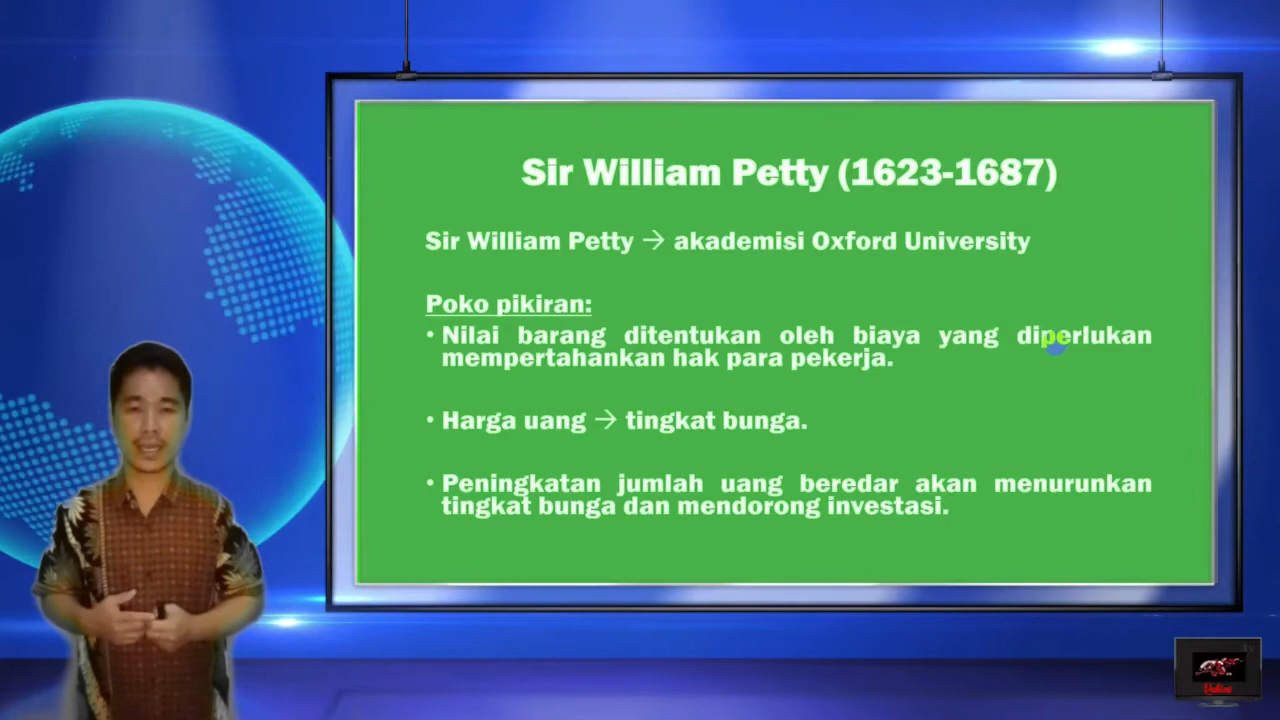 Sir William Petty (1623-1687)
Sir William Petty → akademisi Oxford University
Poko pikiran:
• Nilai barang ditentukan oleh biaya yang diperlukan
mempertahankan hak para pekerja.
• Harga uang → tingkat bunga.
• Peningkatan jumlah uang beredar akan menurunkan
tingkat bunga dan mendorong investasi.